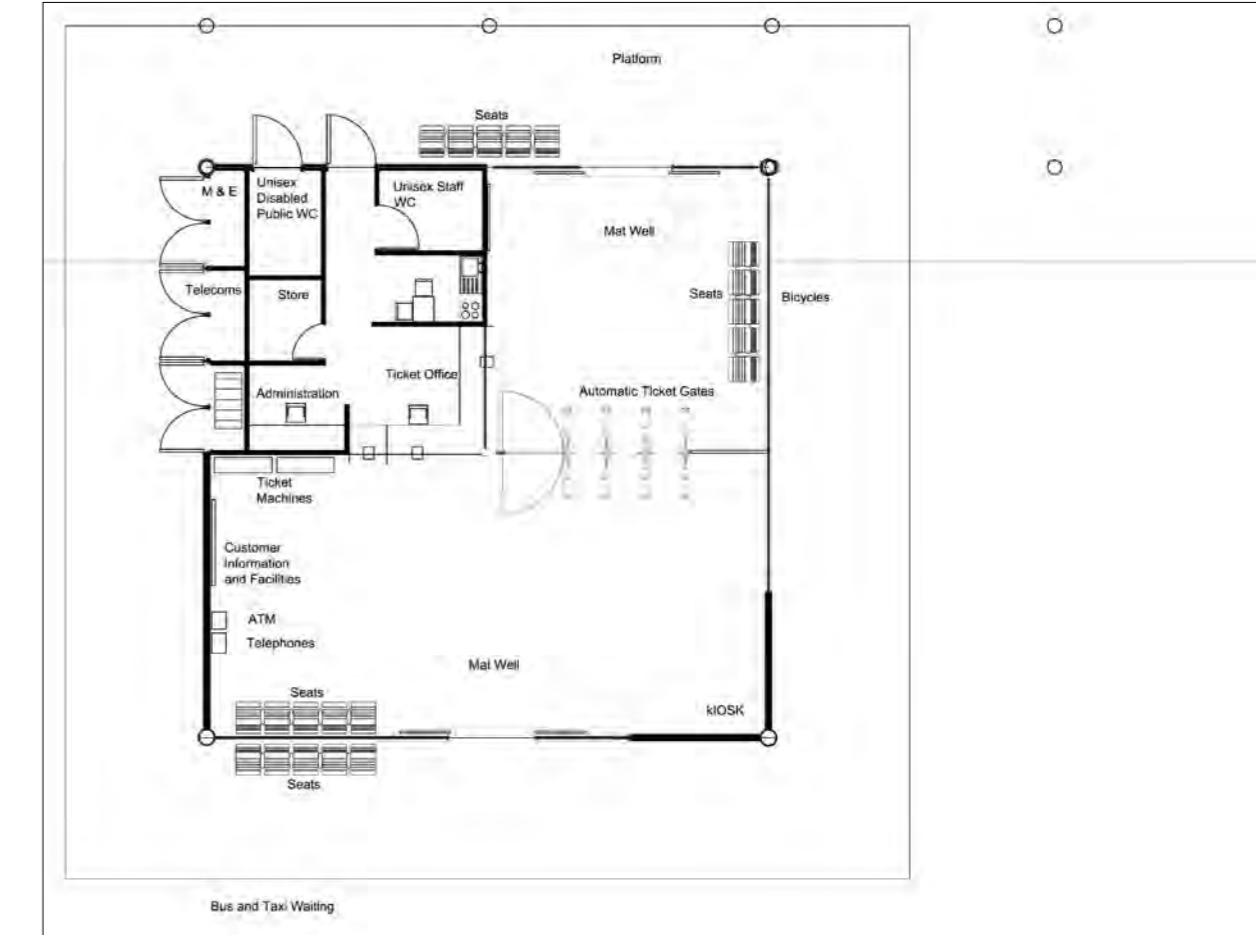 Platform
Seats
M & E
Unisex
Disabled
Public WC
Unisex Staff
WC
Mat Well
Telecoms
Store
Seats
Bicycles
Ticket Office
Administration
Automatic Ticket Gates
Ticket
Machines
Customer
Information
and Facilities
ATM
Telephones
Mat Well
Seats
kIOSK
Seats
Bus and Taxi Waiting